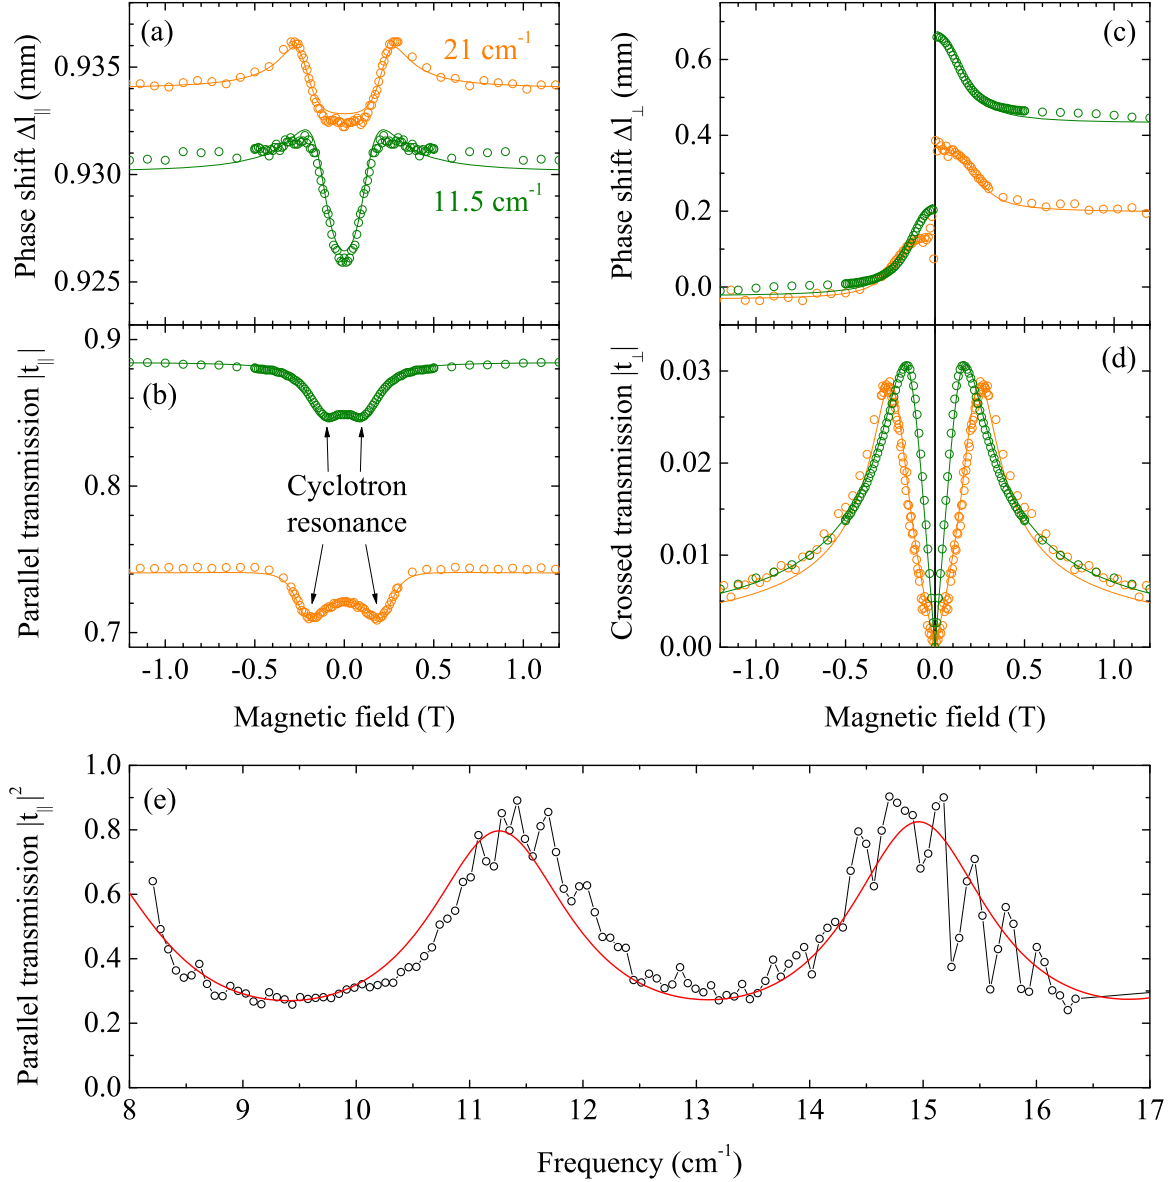 (a)
21 cm⁻¹
11.5 cm⁻¹
Phase shift Δl∥ (mm)
0.935
0.930
0.925
(b)
Cyclotron
resonance
Parallel transmission |t∥|
0.9
0.8
0.7
-1.0 -0.5 0.0 0.5 1.0
Magnetic field (T)
(c)
Phase shift Δl⊥ (mm)
0.6
0.4
0.2
0.0
(d)
Crossed transmission |t⊥|
0.03
0.02
0.01
0.00
-1.0 -0.5 0.0 0.5 1.0
Magnetic field (T)
(e)
Parallel transmission |t∥|²
1.0
0.8
0.6
0.4
0.2
0.0
8 9 10 11 12 13 14 15 16 17
Frequency (cm⁻¹)